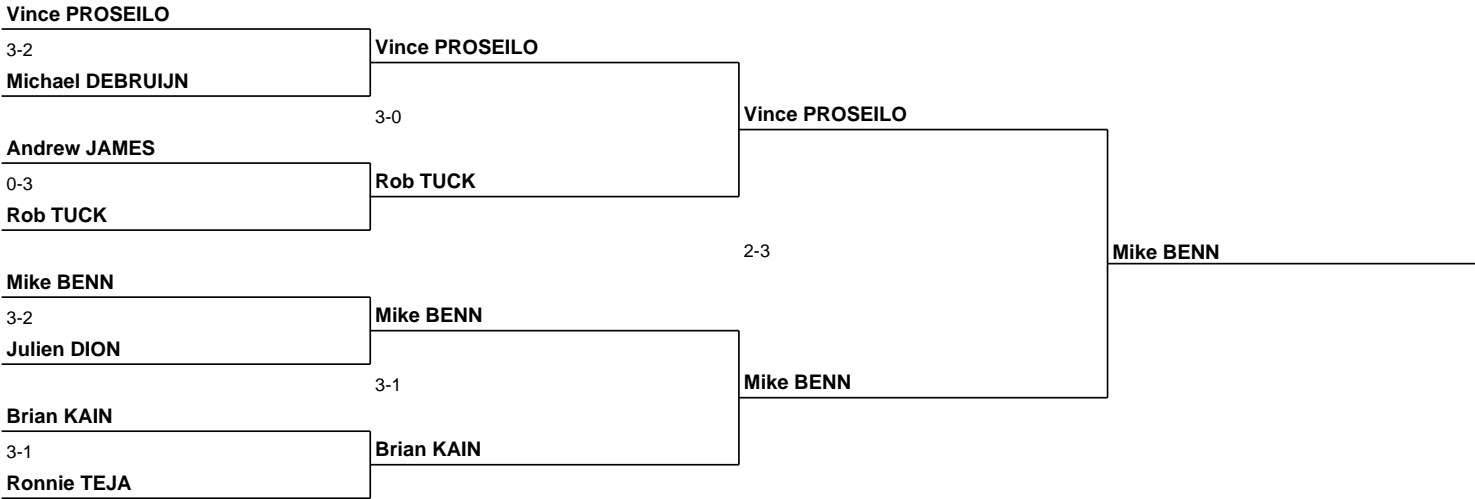 Vince PROSEILO
3-2
Vince PROSEILO
Michael DEBRUIJN
3-0
Vince PROSEILO
Andrew JAMES
0-3
Rob TUCK
Rob TUCK
2-3
Mike BENN
Mike BENN
3-2
Mike BENN
Julien DION
3-1
Mike BENN
Brian KAIN
3-1
Brian KAIN
Ronnie TEJA